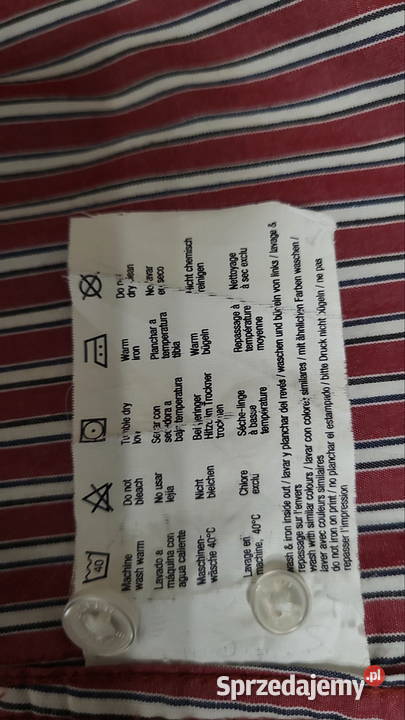 40
Machine
wash warm
Do not
bleach
Tumble dry
low
Warm
iron
Do not
dry clean
Lavado a
máquina con
agua caliente
No usar
lejia
Secar con
secadora a
baja temperatura
Planchar a
temperatura
tibia
No lavar
en seco
Maschinen-
wäsche 40°C
Nicht
bleichen
Bei geringer
Hitze im Trockner
trocknen
Warm
bügeln
Nicht chemisch
reinigen
Lavage en
machine, 40°C
Chlore
exclu
Sèche-linge
à basse
température
Repassage à
température
moyenne
Nettoyage
à sec exclu
wash & iron inside out / lavar y planchar del revés / waschen und bügeln von links / lavage &
repassage sur l'envers
wash with similar colours / lavar con colores similares / mit ähnlichen Farben waschen /
laver avec couleurs similaires
do not iron on print / no planchar el estampido / bitte Druck nicht bügeln / ne pas
repasser l'impression
Sprzedajemy.pl